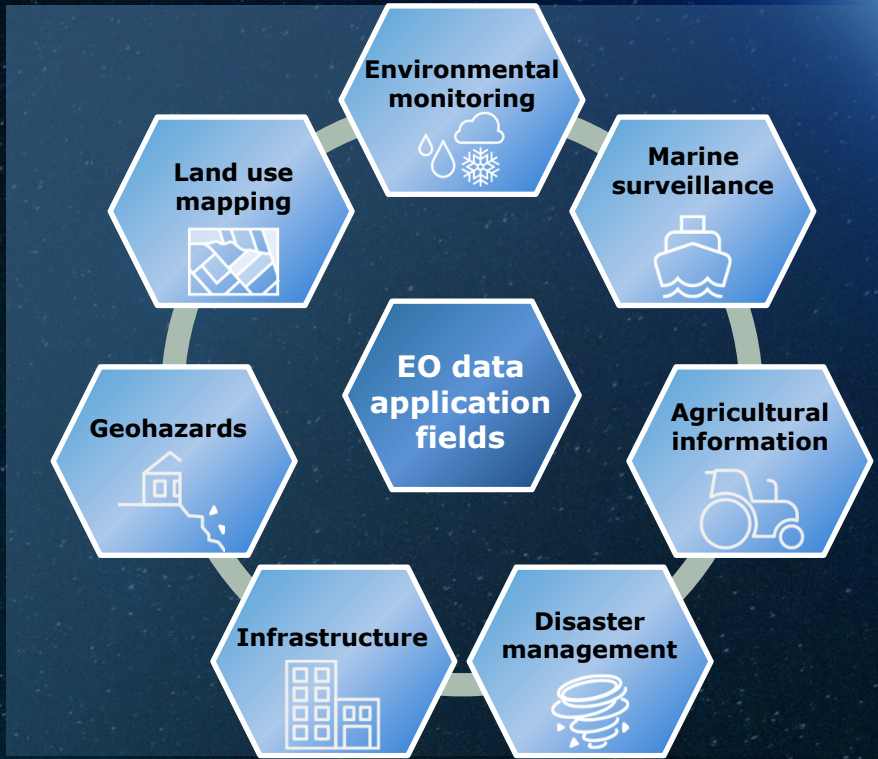 Environmental
monitoring
Marine
surveillance
Agricultural
information
Disaster
management
Infrastructure
Geohazards
Land use
mapping
EO data
application
fields